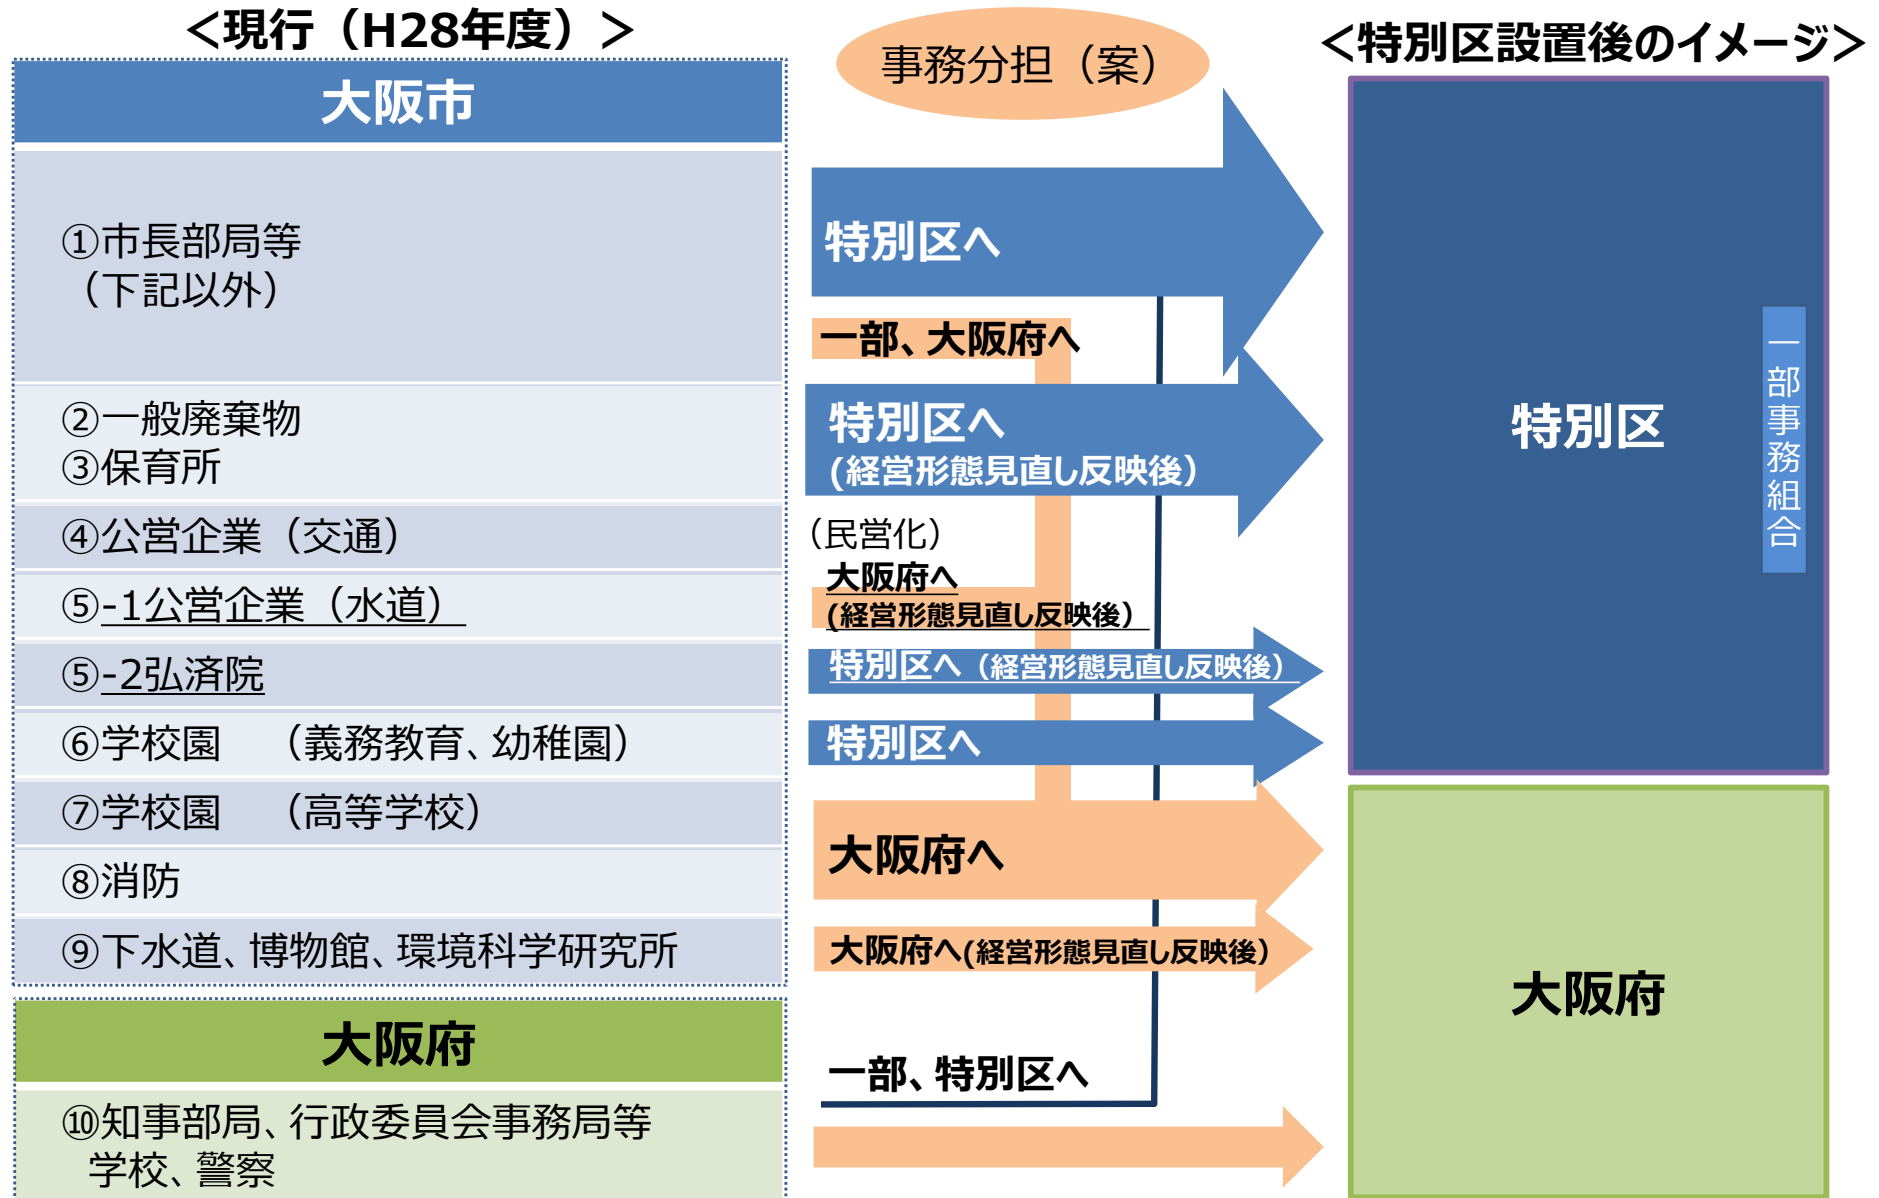 ＜現行（H28年度）＞
事務分担（案）
＜特別区設置後のイメージ＞
大阪市
①市長部局等
（下記以外）
②一般廃棄物
③保育所
④公営企業（交通）
⑤-1公営企業（水道）
⑤-2弘済院
⑥学校園　（義務教育、幼稚園）
⑦学校園　（高等学校）
⑧消防
⑨下水道、博物館、環境科学研究所
大阪府
⑩知事部局、行政委員会事務局等
学校、警察
特別区へ
一部、大阪府へ
特別区へ
(経営形態見直し反映後）
（民営化）
大阪府へ
(経営形態見直し反映後）
特別区へ（経営形態見直し反映後）
特別区へ
大阪府へ
大阪府へ(経営形態見直し反映後）
一部、特別区へ
特別区
一部事務組合
大阪府